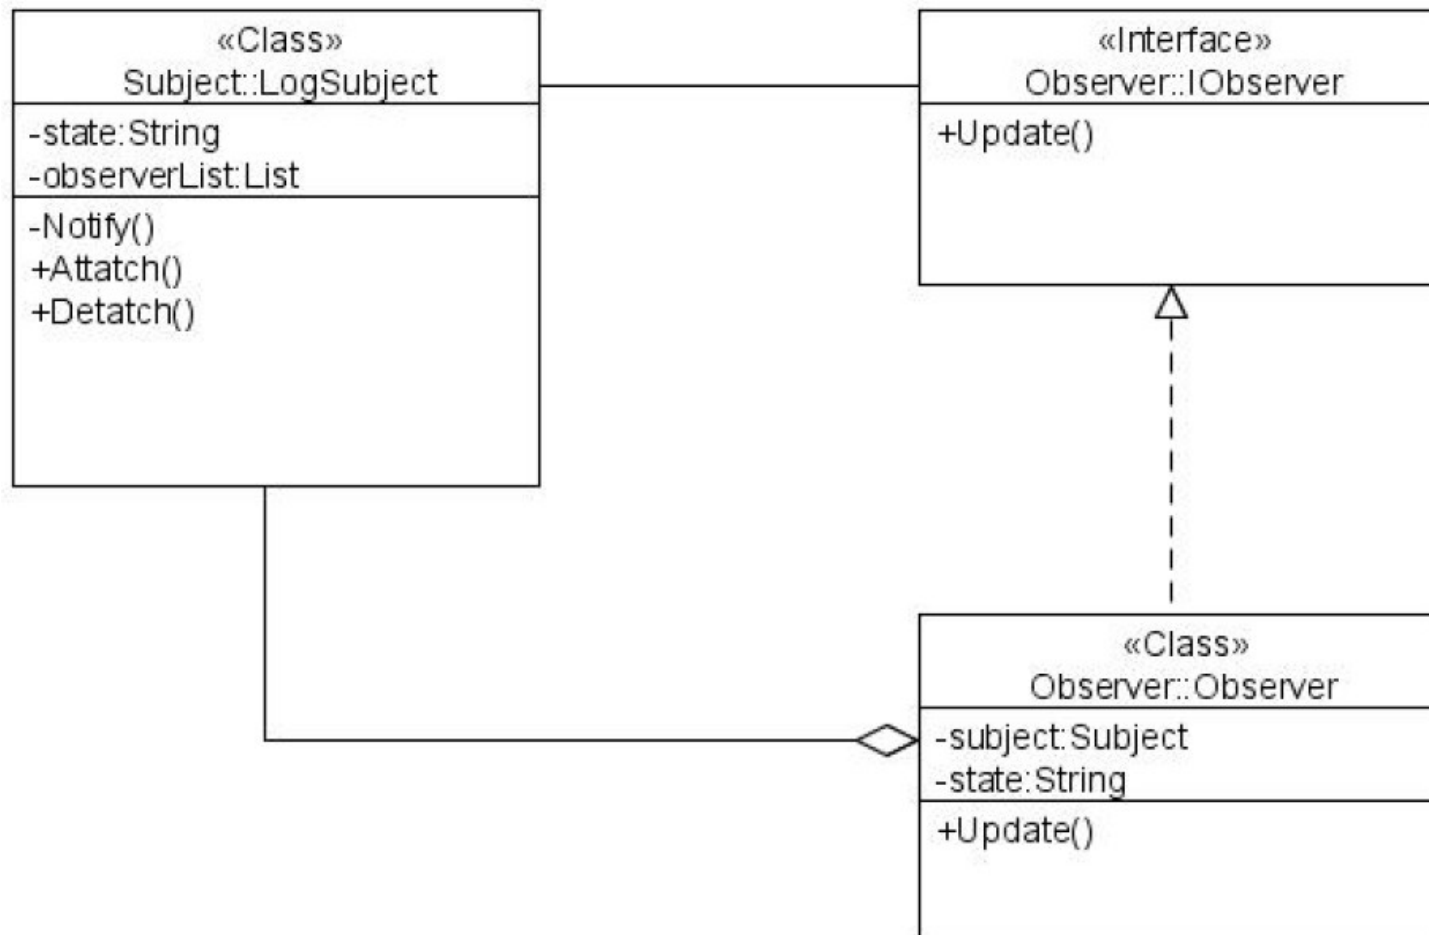 «Class»
Subject::LogSubject
-state:String
-observerList:List
-Notify()
+Attatch()
+Detatch()
«Interface»
Observer::IObserver
+Update()
«Class»
Observer::Observer
-subject:Subject
-state:String
+Update()